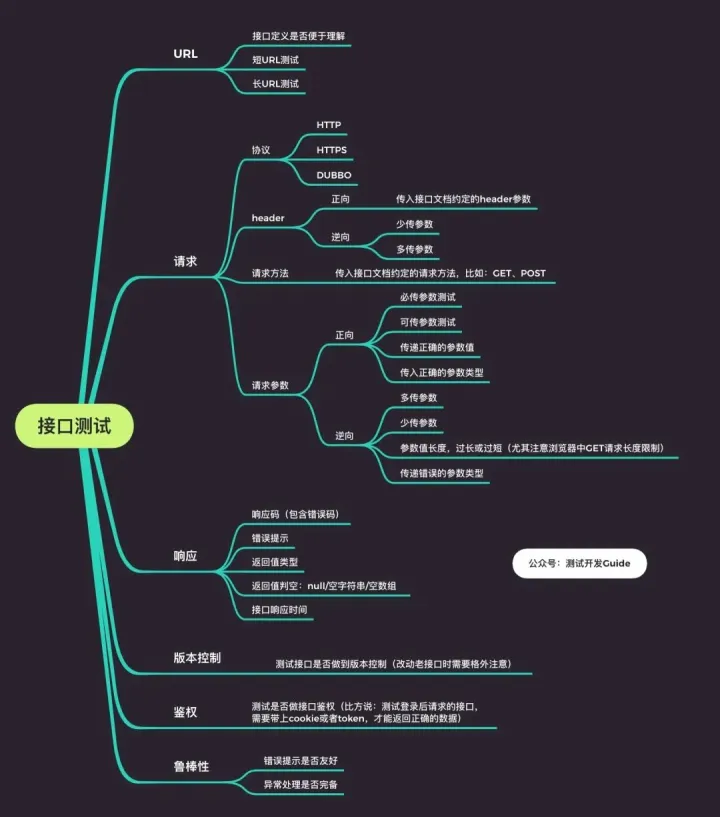 接口测试
URL
接口定义是否便于理解
短URL测试
长URL测试
请求
协议
HTTP
HTTPS
DUBBO
header
正向
传入接口文档约定的header参数
逆向
少传参数
多传参数
请求方法
传入接口文档约定的请求方法，比如：GET、POST
请求参数
正向
必传参数测试
可传参数测试
传递正确的参数值
传入正确的参数类型
逆向
多传参数
少传参数
参数值长度，过长或过短（尤其注意浏览器中GET请求长度限制）
传递错误的参数类型
响应
响应码（包含错误码）
错误提示
返回值类型
返回值判空：null/空字符串/空数组
接口响应时间
公众号：测试开发Guide
版本控制
测试接口是否做到版本控制（改动老接口时需要格外注意）
鉴权
测试是否做接口鉴权（比方说：测试登录后请求的接口，
需要带上cookie或者token，才能返回正确的数据）
鲁棒性
错误提示是否友好
异常处理是否完备